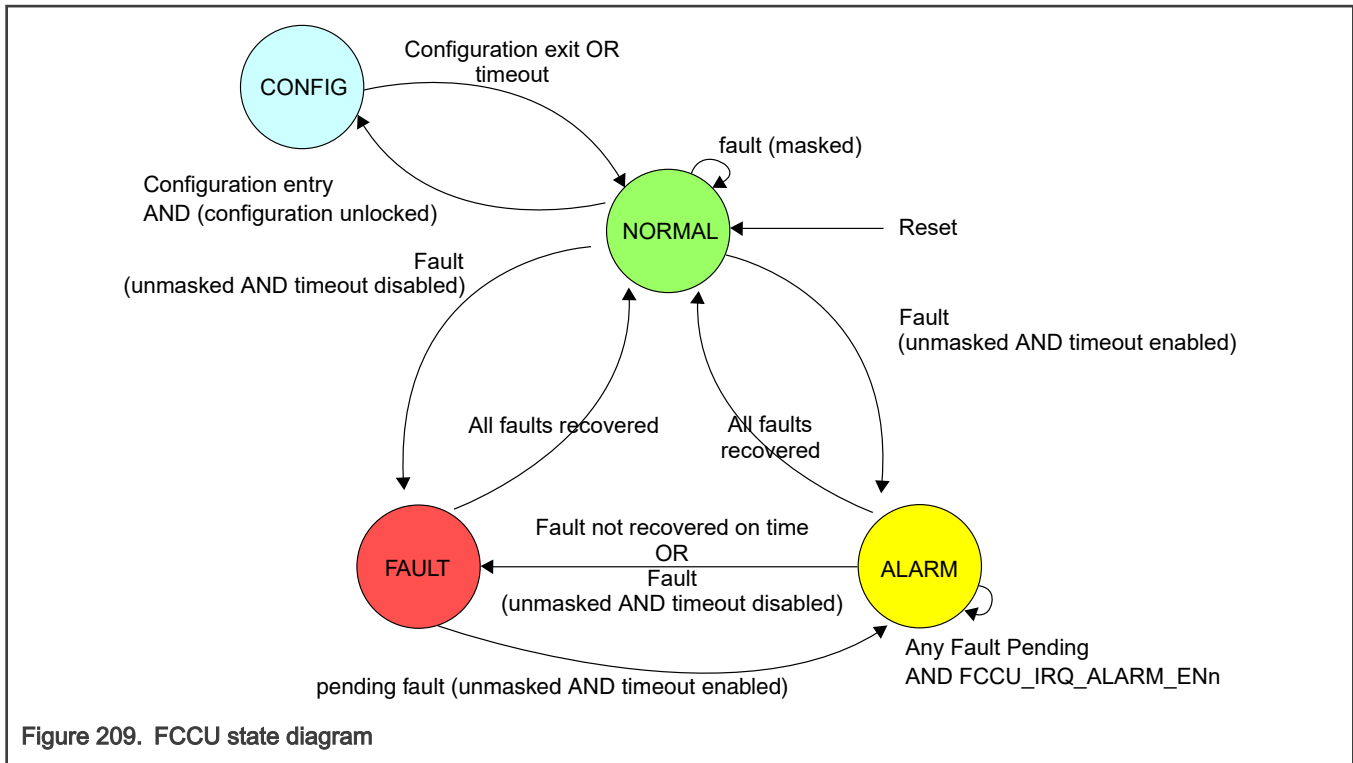 Configuration exit OR
timeout
CONFIG
fault (masked)
Configuration entry
AND (configuration unlocked)
NORMAL
Reset
Fault
(unmasked AND timeout disabled)
Fault
(unmasked AND timeout enabled)
All faults recovered
All faults
recovered
Fault not recovered on time
OR
Fault
(unmasked AND timeout disabled)
FAULT
ALARM
Any Fault Pending
AND FCCU_IRQ_ALARM_ENn
pending fault (unmasked AND timeout enabled)
Figure 209. FCCU state diagram